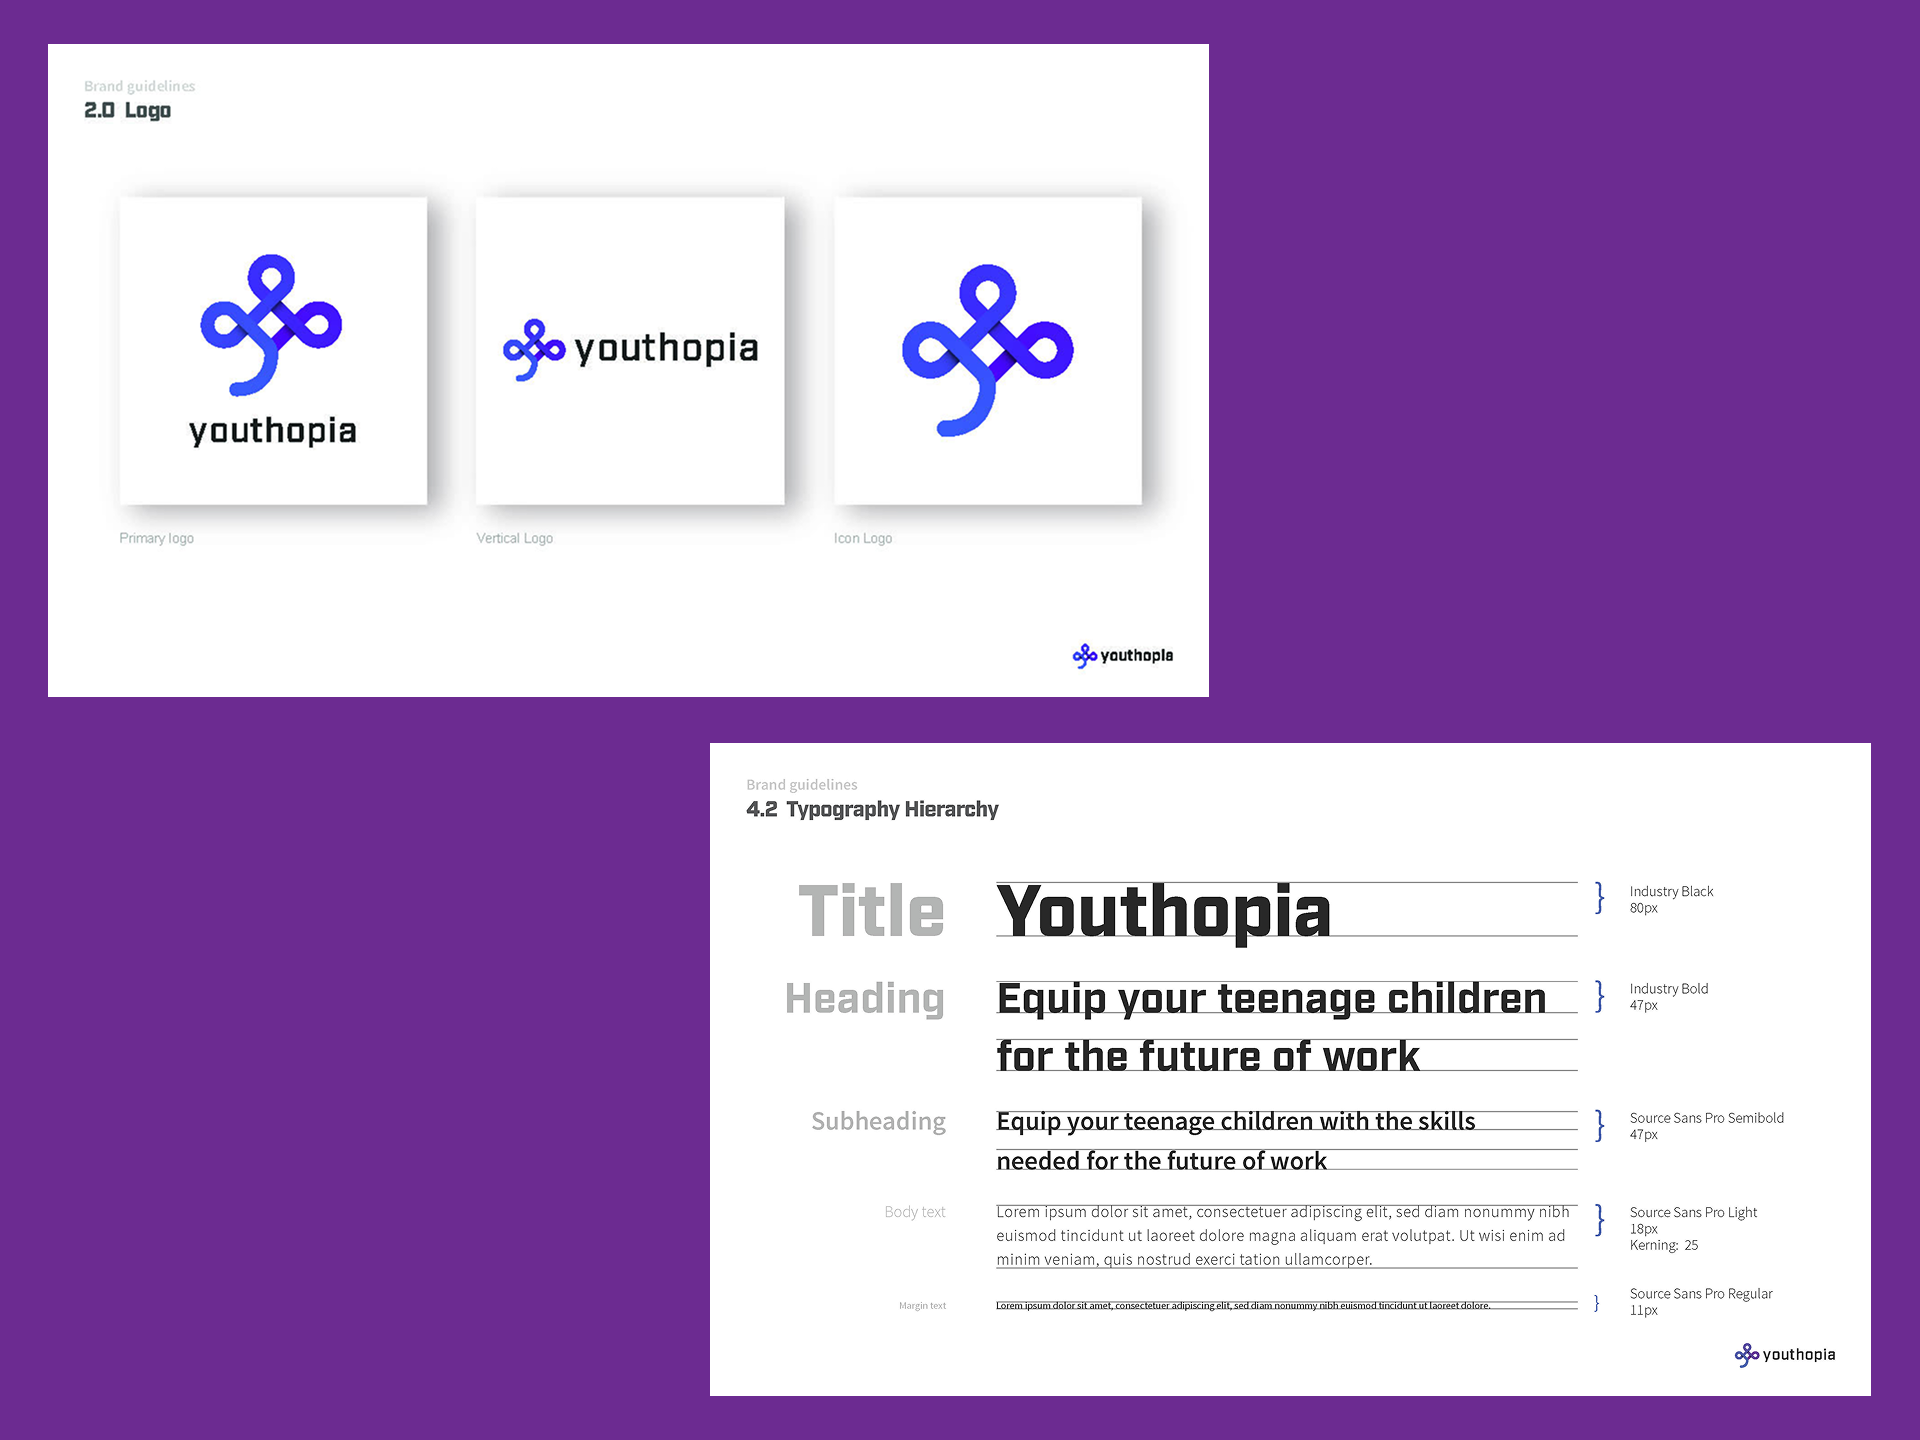 Brand guidelines
2.0 Logo
youthopia
youthopia
Primary logo
Vertical Logo
Icon Logo
youthopia
Brand guidelines
4.2 Typography Hierarchy
Title
Youthopia
Industry Black
80px
Heading
Equip your teenage children
for the future of work
Industry Bold
47px
Subheading
Equip your teenage children with the skills
needed for the future of work
Source Sans Pro Semibold
47px
Body text
Lorem ipsum dolor sit amet, consectetuer adipiscing elit, sed diam nonummy nibh
euismod tincidunt ut laoreet dolore magna aliquam erat volutpat. Ut wisi enim ad
minim veniam, quis nostrud exerci tation ullamcorper.
Source Sans Pro Light
18px
Kerning: 25
Margin text
Lorem ipsum dolor sit amet, consectetuer adipiscing elit, sed diam nonummy nibh euismod tincidunt ut laoreet dolore.
Source Sans Pro Regular
11px
youthopia